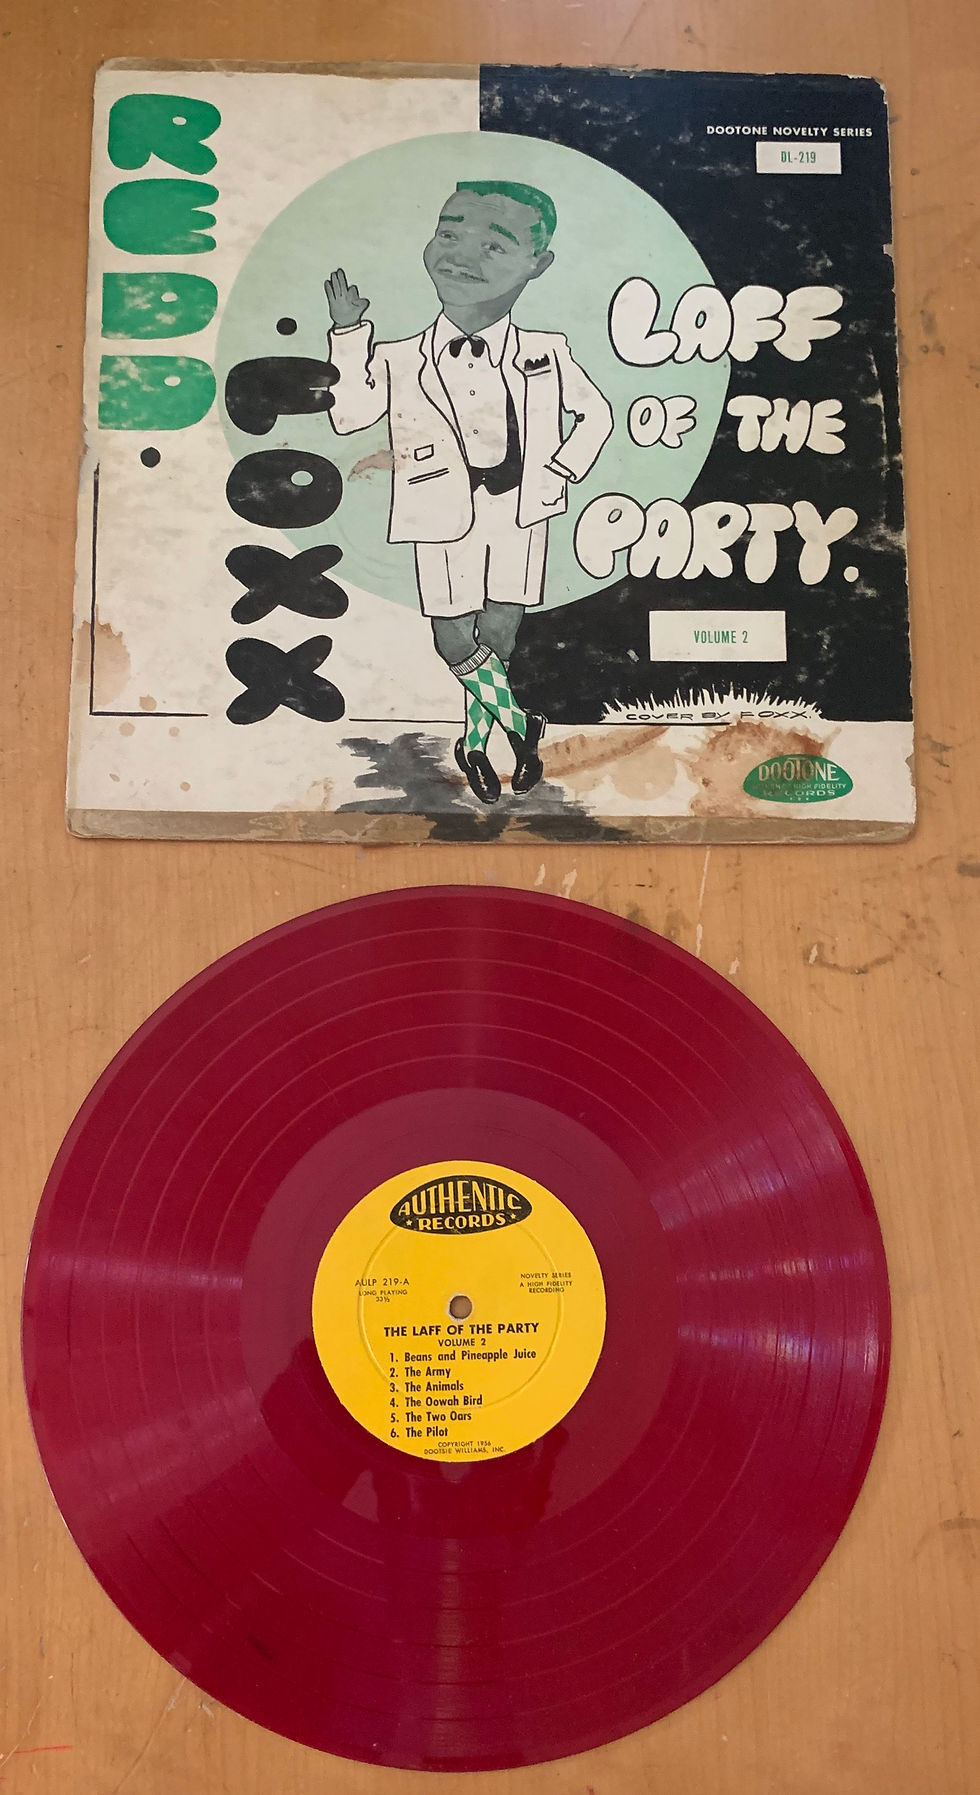 REDD.
FOXX.
DOOTONE NOVELTY SERIES
DL-219
LAFF
OF THE
PARTY.
VOLUME 2
COVER BY FOXX.
DOOTONE
HIGH FIDELITY
RECORDS
AUTHENTIC
RECORDS
AULP 219-A
LONG PLAYING
33⅓
NOVELTY SERIES
A HIGH FIDELITY
RECORDING
THE LAFF OF THE PARTY
VOLUME 2
1. Beans and Pineapple Juice
2. The Army
3. The Animals
4. The Oowah Bird
5. The Two Oars
6. The Pilot
COPYRIGHT 1956
DOOTSIE WILLIAMS, INC.